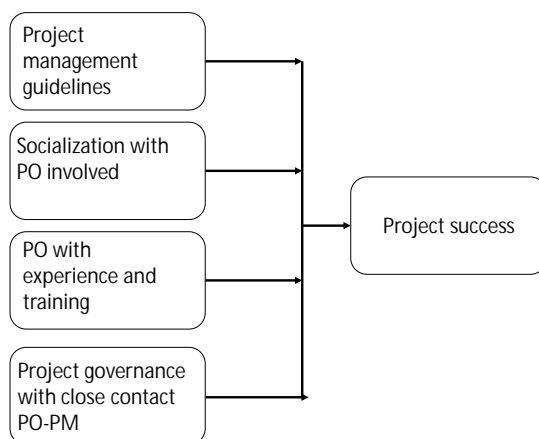 Project
management
guidelines
Socialization with
PO involved
PO with
experience and
training
Project governance
with close contact
PO-PM
Project success